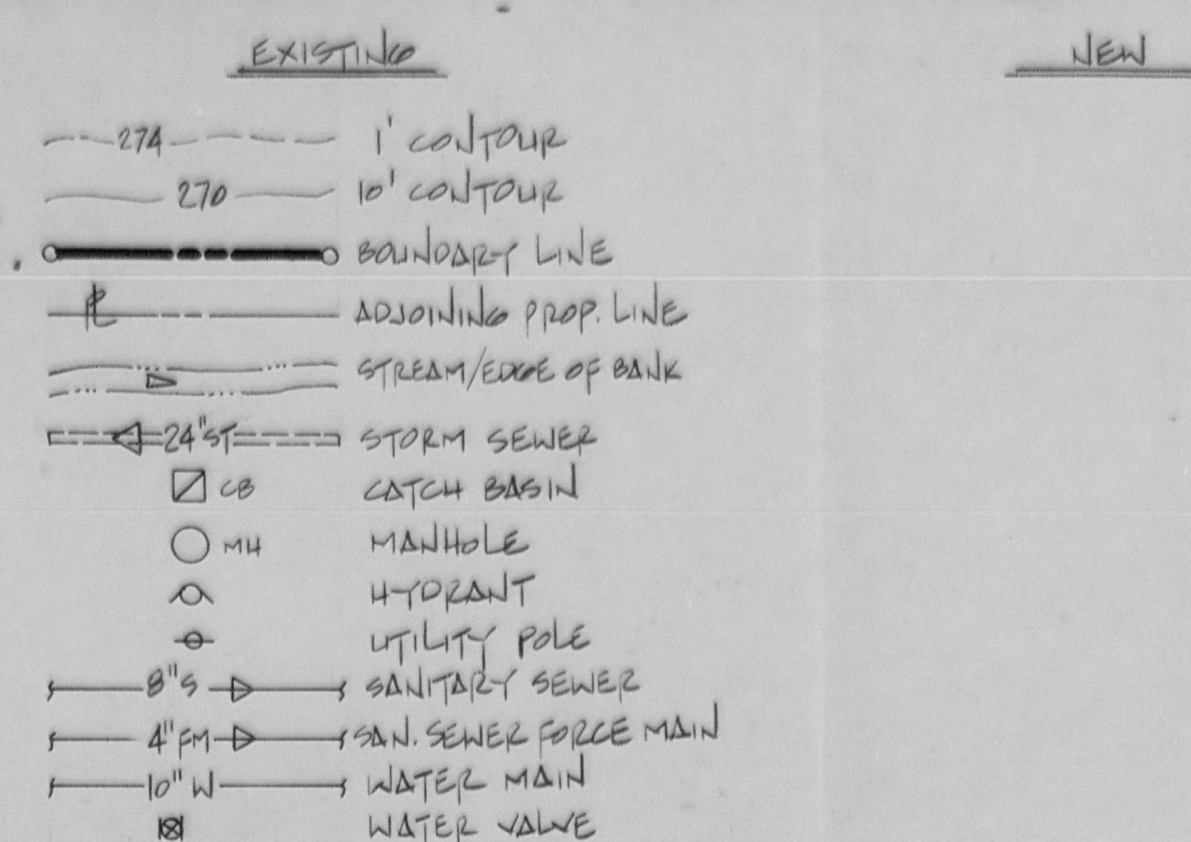 EXISTING NEW
274 1' CONTOUR
270 10' CONTOUR
BOUNDARY LINE
PL ADJOINING PROP. LINE
STREAM/EDGE OF BANK
24"ST STORM SEWER
CB CATCH BASIN
MH MANHOLE
HYDRANT
UTILITY POLE
8"S SANITARY SEWER
4"FM SAN. SEWER FORCE MAIN
10"W WATER MAIN
WATER VALVE